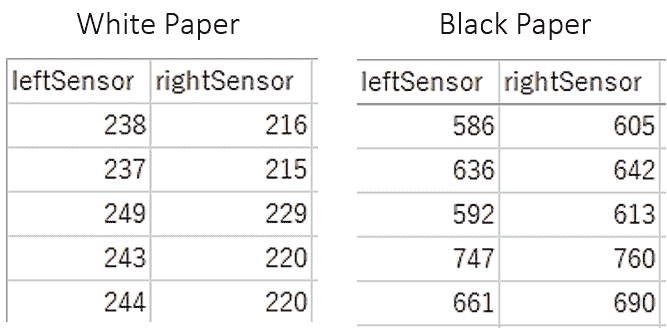 White Paper Black Paper
leftSensor rightSensor leftSensor rightSensor
238 216 586 605
237 215 636 642
249 229 592 613
243 220 747 760
244 220 661 690